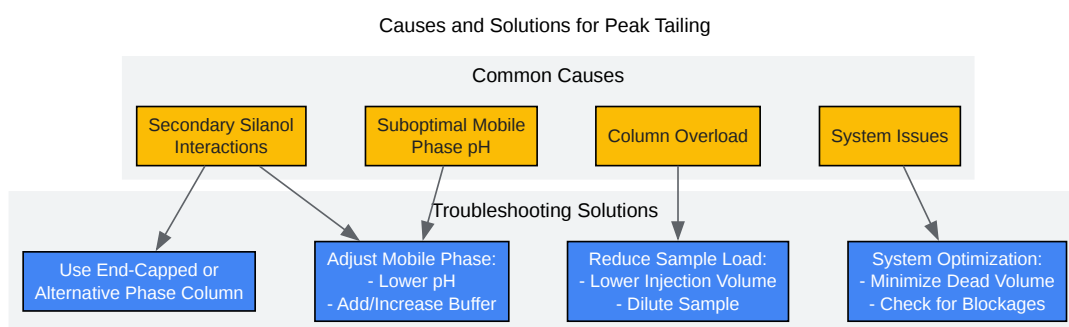 Causes and Solutions for Peak Tailing
Common Causes
Secondary Silanol
Interactions
Suboptimal Mobile
Phase pH
Column Overload
System Issues
Troubleshooting Solutions
Use End-Capped or
Alternative Phase Column
Adjust Mobile Phase:
- Lower pH
- Add/Increase Buffer
Reduce Sample Load:
- Lower Injection Volume
- Dilute Sample
System Optimization:
- Minimize Dead Volume
- Check for Blockages